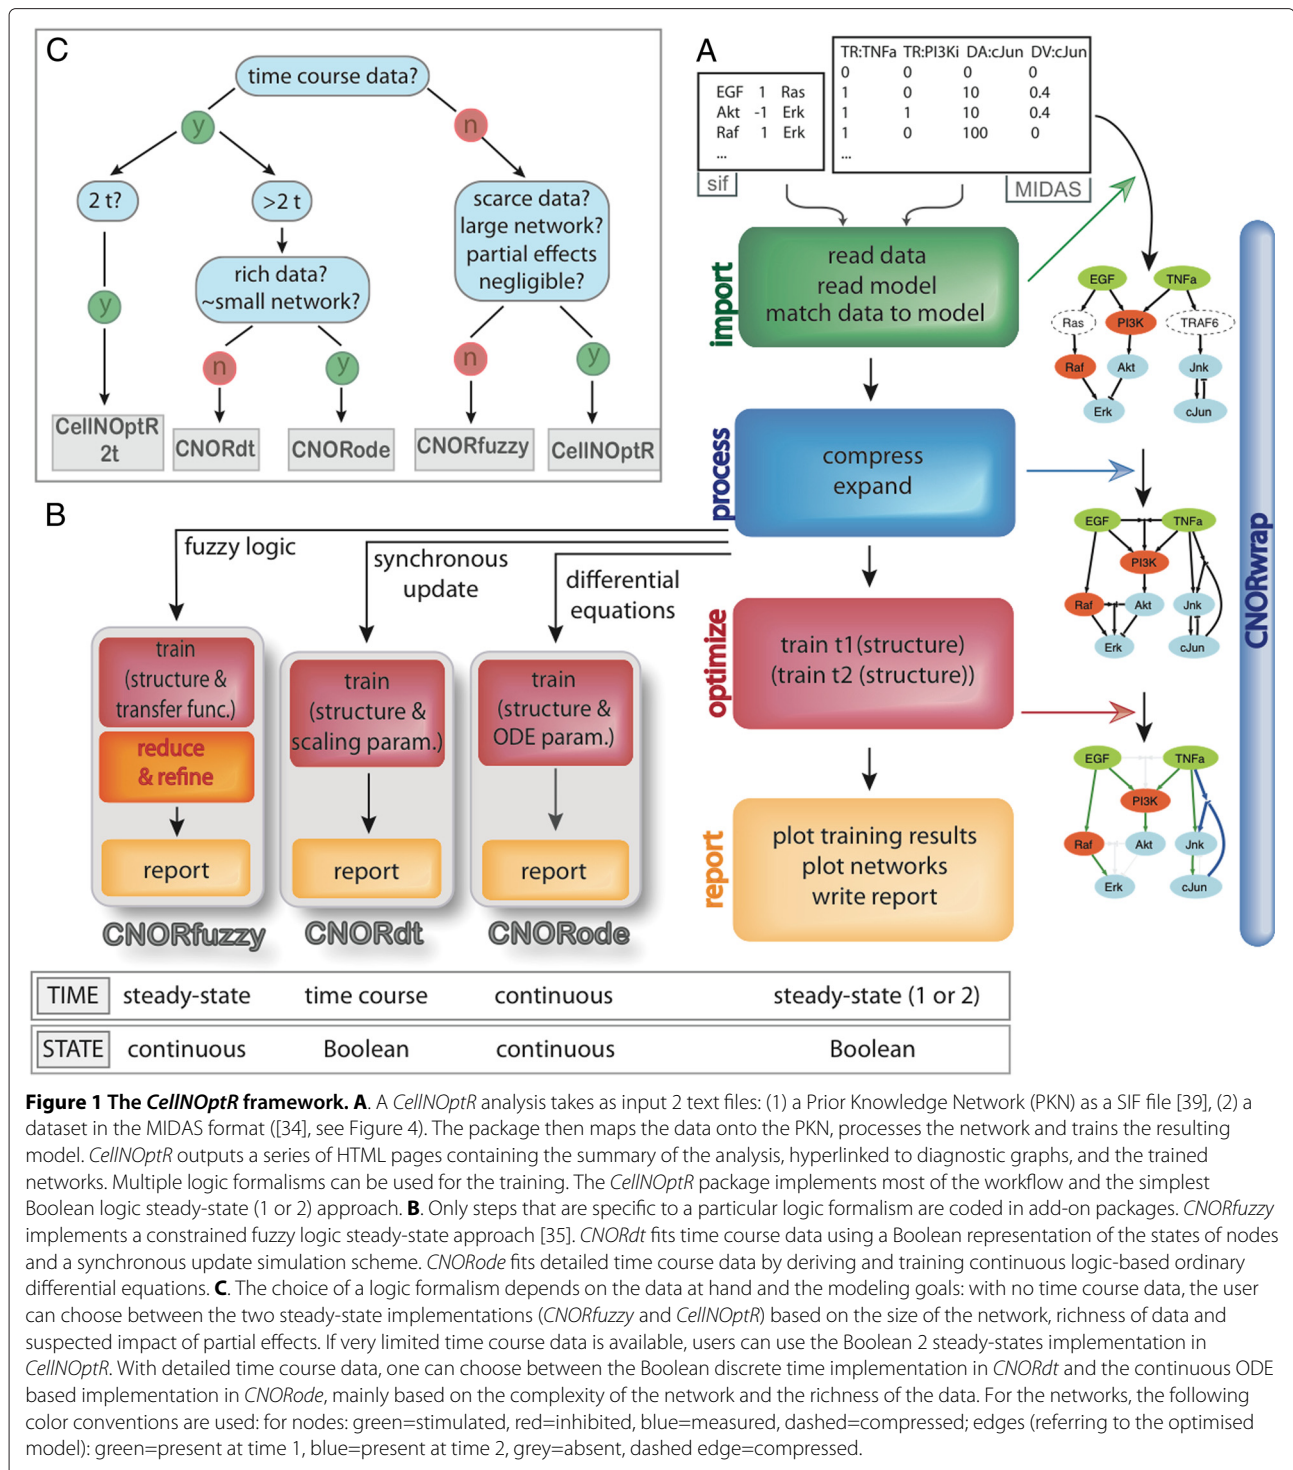 C
time course data?
y
n
2 t?
>2 t
scarce data?
large network?
partial effects
negligible?
rich data?
~small network?
y
n
y
n
y
CellNOptR
2t
CNORdt
CNORode
CNORfuzzy
CellNOptR
A
EGF 1 Ras
Akt -1 Erk
Raf 1 Erk
...
sif
TR:TNFa TR:PI3Ki DA:cJun DV:cJun
0 0 0 0
1 0 10 0.4
1 1 10 0.4
1 0 100 0
...
MIDAS
import
read data
read model
match data to model
process
compress
expand
optimize
train t1(structure)
(train t2 (structure))
report
plot training results
plot networks
write report
EGF TNFa
Ras PI3K TRAF6
Raf Akt Jnk
Erk cJun
EGF TNFa
PI3K
Raf Akt Jnk
Erk cJun
EGF TNFa
PI3K
Raf Akt Jnk
Erk cJun
CNORwrap
B
fuzzy logic
synchronous
update
differential
equations
train
(structure &
transfer func.)
reduce
& refine
report
CNORfuzzy
train
(structure &
scaling param.)
report
CNORdt
train
(structure &
ODE param.)
report
CNORode
TIME steady-state time course continuous steady-state (1 or 2)
STATE continuous Boolean continuous Boolean
Figure 1 The CellNOptR framework. A. A CellNOptR analysis takes as input 2 text files: (1) a Prior Knowledge Network (PKN) as a SIF file [39], (2) a
dataset in the MIDAS format ([34], see Figure 4). The package then maps the data onto the PKN, processes the network and trains the resulting
model. CellNOptR outputs a series of HTML pages containing the summary of the analysis, hyperlinked to diagnostic graphs, and the trained
networks. Multiple logic formalisms can be used for the training. The CellNOptR package implements most of the workflow and the simplest
Boolean logic steady-state (1 or 2) approach. B. Only steps that are specific to a particular logic formalism are coded in add-on packages. CNORfuzzy
implements a constrained fuzzy logic steady-state approach [35]. CNORdt fits time course data using a Boolean representation of the states of nodes
and a synchronous update simulation scheme. CNORode fits detailed time course data by deriving and training continuous logic-based ordinary
differential equations. C. The choice of a logic formalism depends on the data at hand and the modeling goals: with no time course data, the user
can choose between the two steady-state implementations (CNORfuzzy and CellNOptR) based on the size of the network, richness of data and
suspected impact of partial effects. If very limited time course data is available, users can use the Boolean 2 steady-states implementation in
CellNOptR. With detailed time course data, one can choose between the Boolean discrete time implementation in CNORdt and the continuous ODE
based implementation in CNORode, mainly based on the complexity of the network and the richness of the data. For the networks, the following
color conventions are used: for nodes: green=stimulated, red=inhibited, blue=measured, dashed=compressed; edges (referring to the optimised
model): green=present at time 1, blue=present at time 2, grey=absent, dashed edge=compressed.